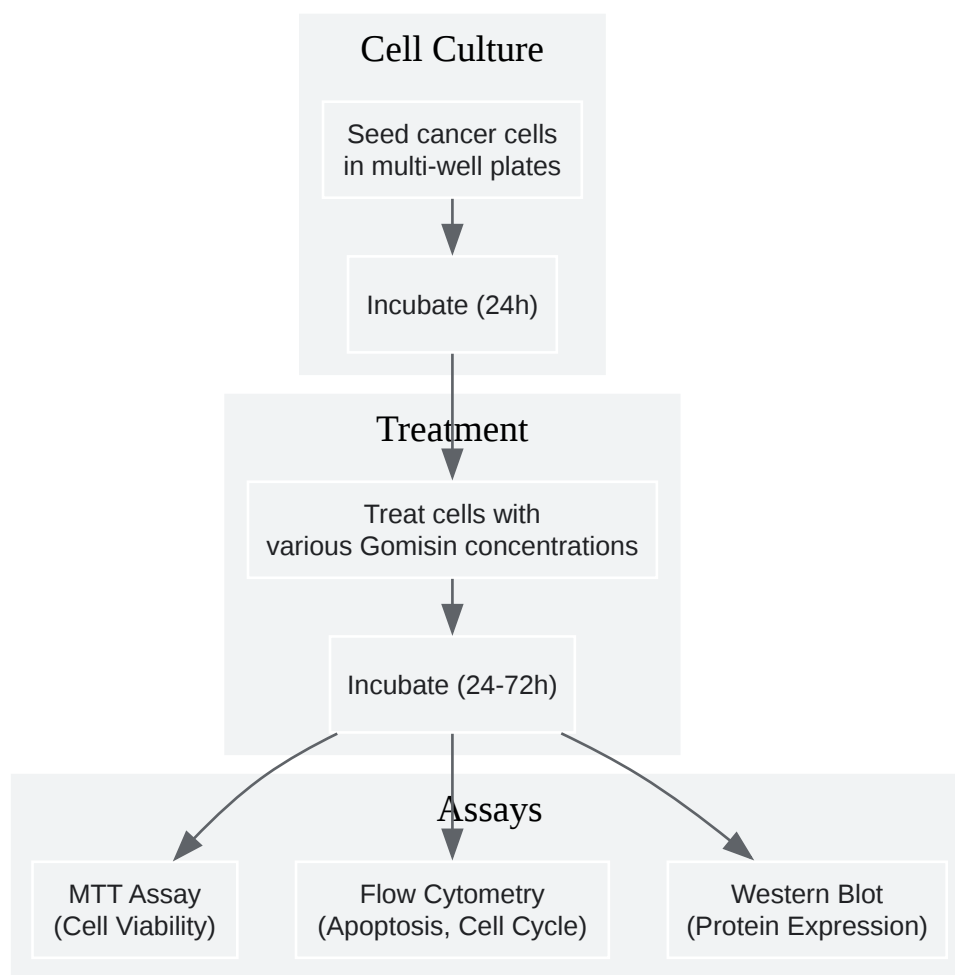 Cell Culture
Seed cancer cells
in multi-well plates
Incubate (24h)
Treatment
Treat cells with
various Gomisin concentrations
Incubate (24-72h)
Assays
MTT Assay
(Cell Viability)
Flow Cytometry
(Apoptosis, Cell Cycle)
Western Blot
(Protein Expression)